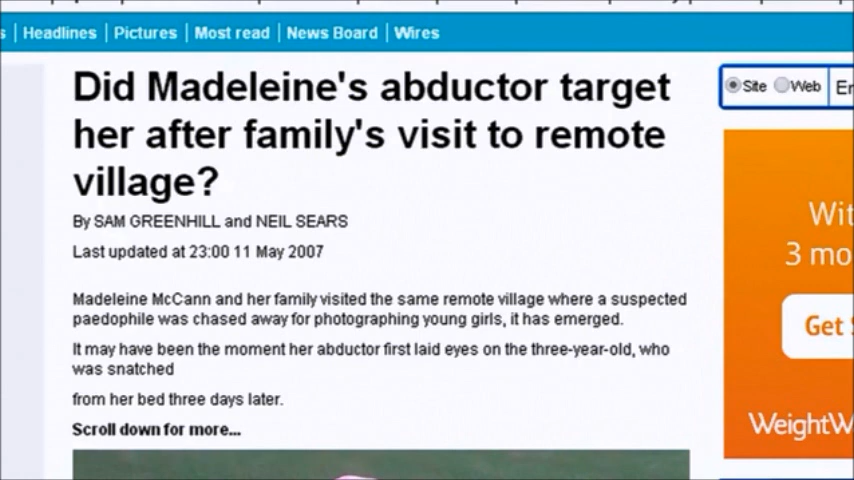 Headlines | Pictures | Most read | News Board | Wires
Did Madeleine's abductor target
her after family's visit to remote
village?
By SAM GREENHILL and NEIL SEARS
Last updated at 23:00 11 May 2007
Madeleine McCann and her family visited the same remote village where a suspected
paedophile was chased away for photographing young girls, it has emerged.
It may have been the moment her abductor first laid eyes on the three-year-old, who
was snatched
from her bed three days later.
Scroll down for more...
Site Web
3
Get